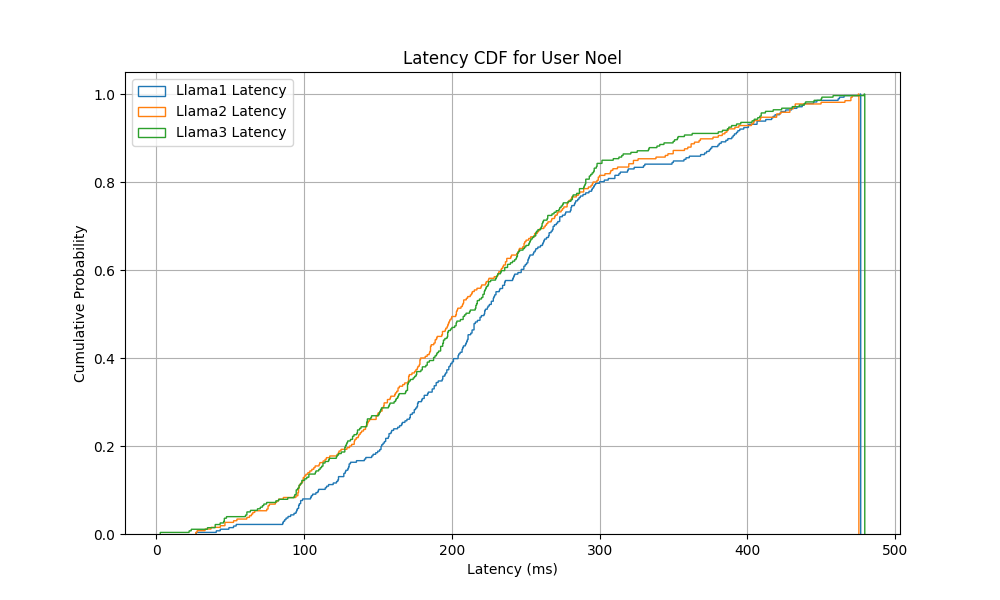 Latency CDF for User Noel
Llama1 Latency
Llama2 Latency
Llama3 Latency
Cumulative Probability
1.0
0.8
0.6
0.4
0.2
0.0
0 100 200 300 400 500
Latency (ms)